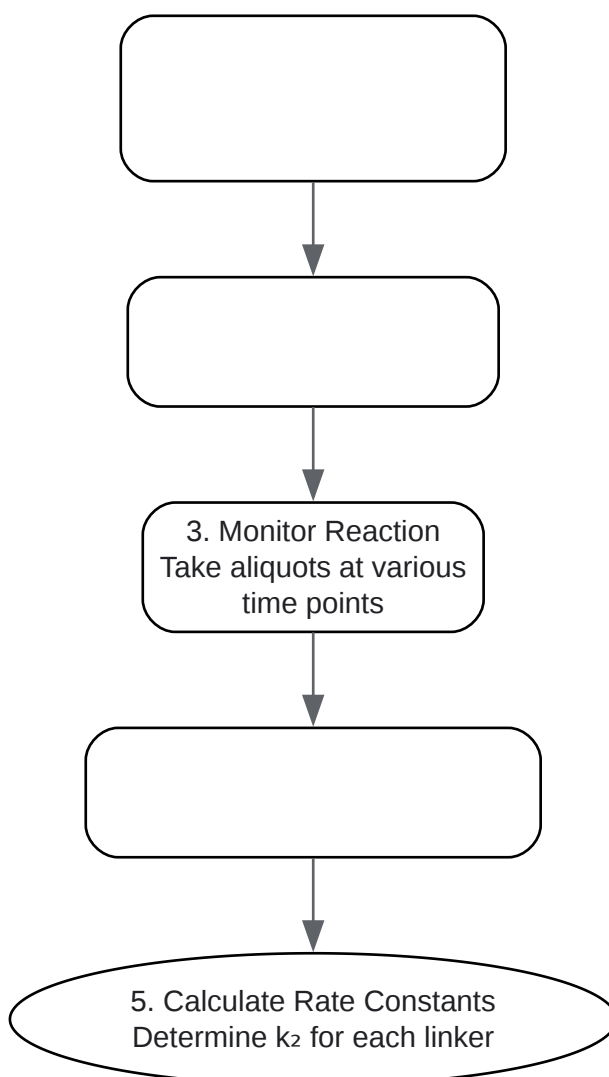 3. Monitor Reaction
Take aliquots at various
time points
5. Calculate Rate Constants
Determine k₂ for each linker